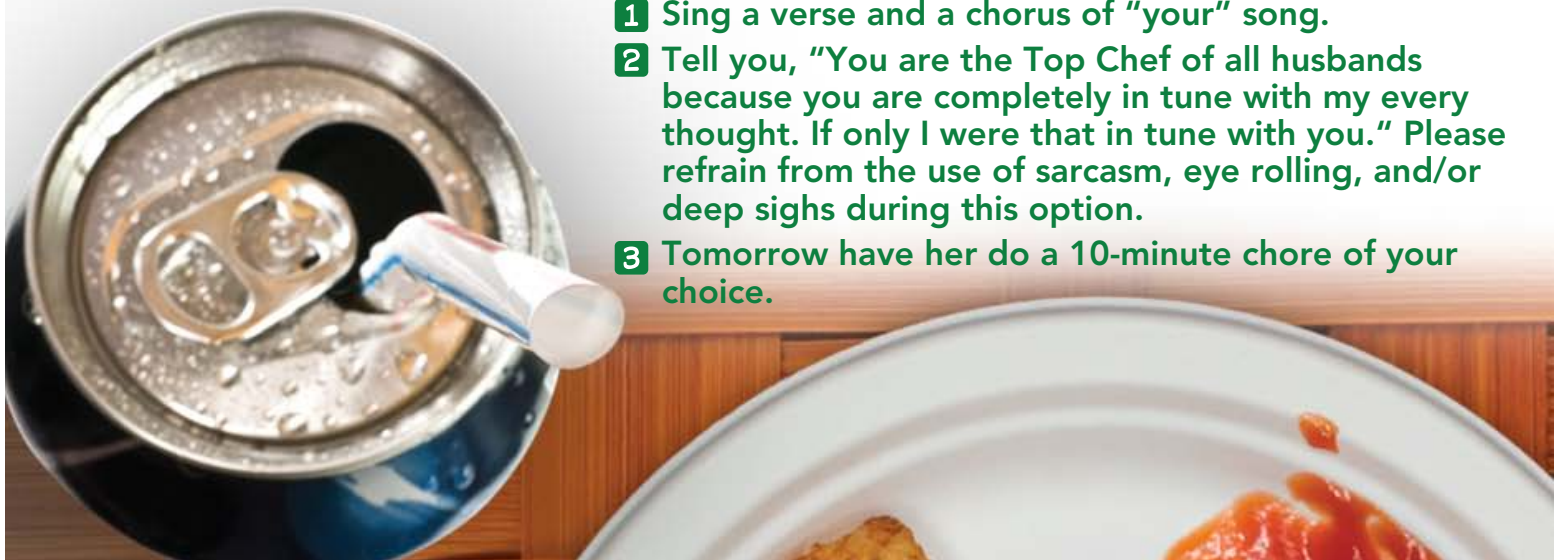 1 Sing a verse and a chorus of “your” song.
2 Tell you, “You are the Top Chef of all husbands
because you are completely in tune with my every
thought. If only I were that in tune with you.” Please
refrain from the use of sarcasm, eye rolling, and/or
deep sighs during this option.
3 Tomorrow have her do a 10-minute chore of your
choice.